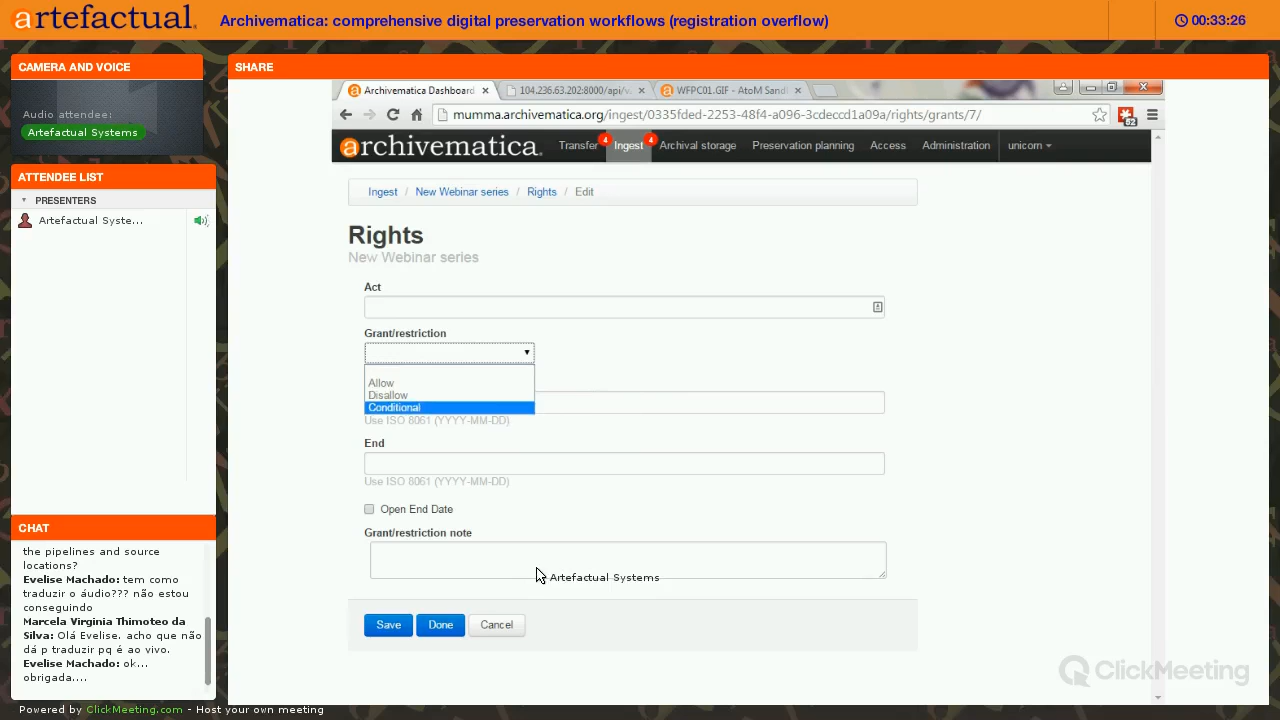 artefactual.
Archivematica: comprehensive digital preservation workflows (registration overflow)
00:33:26
CAMERA AND VOICE
Audio attendee:
Artefactual Systems
ATTENDEE LIST
PRESENTERS
Artefactual Syste...
CHAT
the pipelines and source
locations?
Evelise Machado: tem como
traduzir o áudio??? não estou
conseguindo
Marcela Virginia Thimoteo da
Silva: Olá Evelise. acho que não
dá p traduzir pq é ao vivo.
Evelise Machado: ok...
obrigada....
SHARE
Archivematica Dashboard
104.236.63.202:8000/api/v.
WFPC01.GIF - AtoM Sand
mumma.archivematica.org/ingest/0335fded-2253-48f4-a096-3cdeccd1a09a/rights/grants/7/
62
archivematica.
Transfer 4 Ingest 4 Archival storage Preservation planning Access Administration unicorn
Ingest / New Webinar series / Rights / Edit
Rights
New Webinar series
Act
Grant/restriction
Allow
Disallow
Conditional
Use ISO 8061 (YYYY-MM-DD)
End
Use ISO 8061 (YYYY-MM-DD)
Open End Date
Grant/restriction note
Artefactual Systems
Save Done Cancel
ClickMeeting
Powered by ClickMeeting.com - Host your own meeting